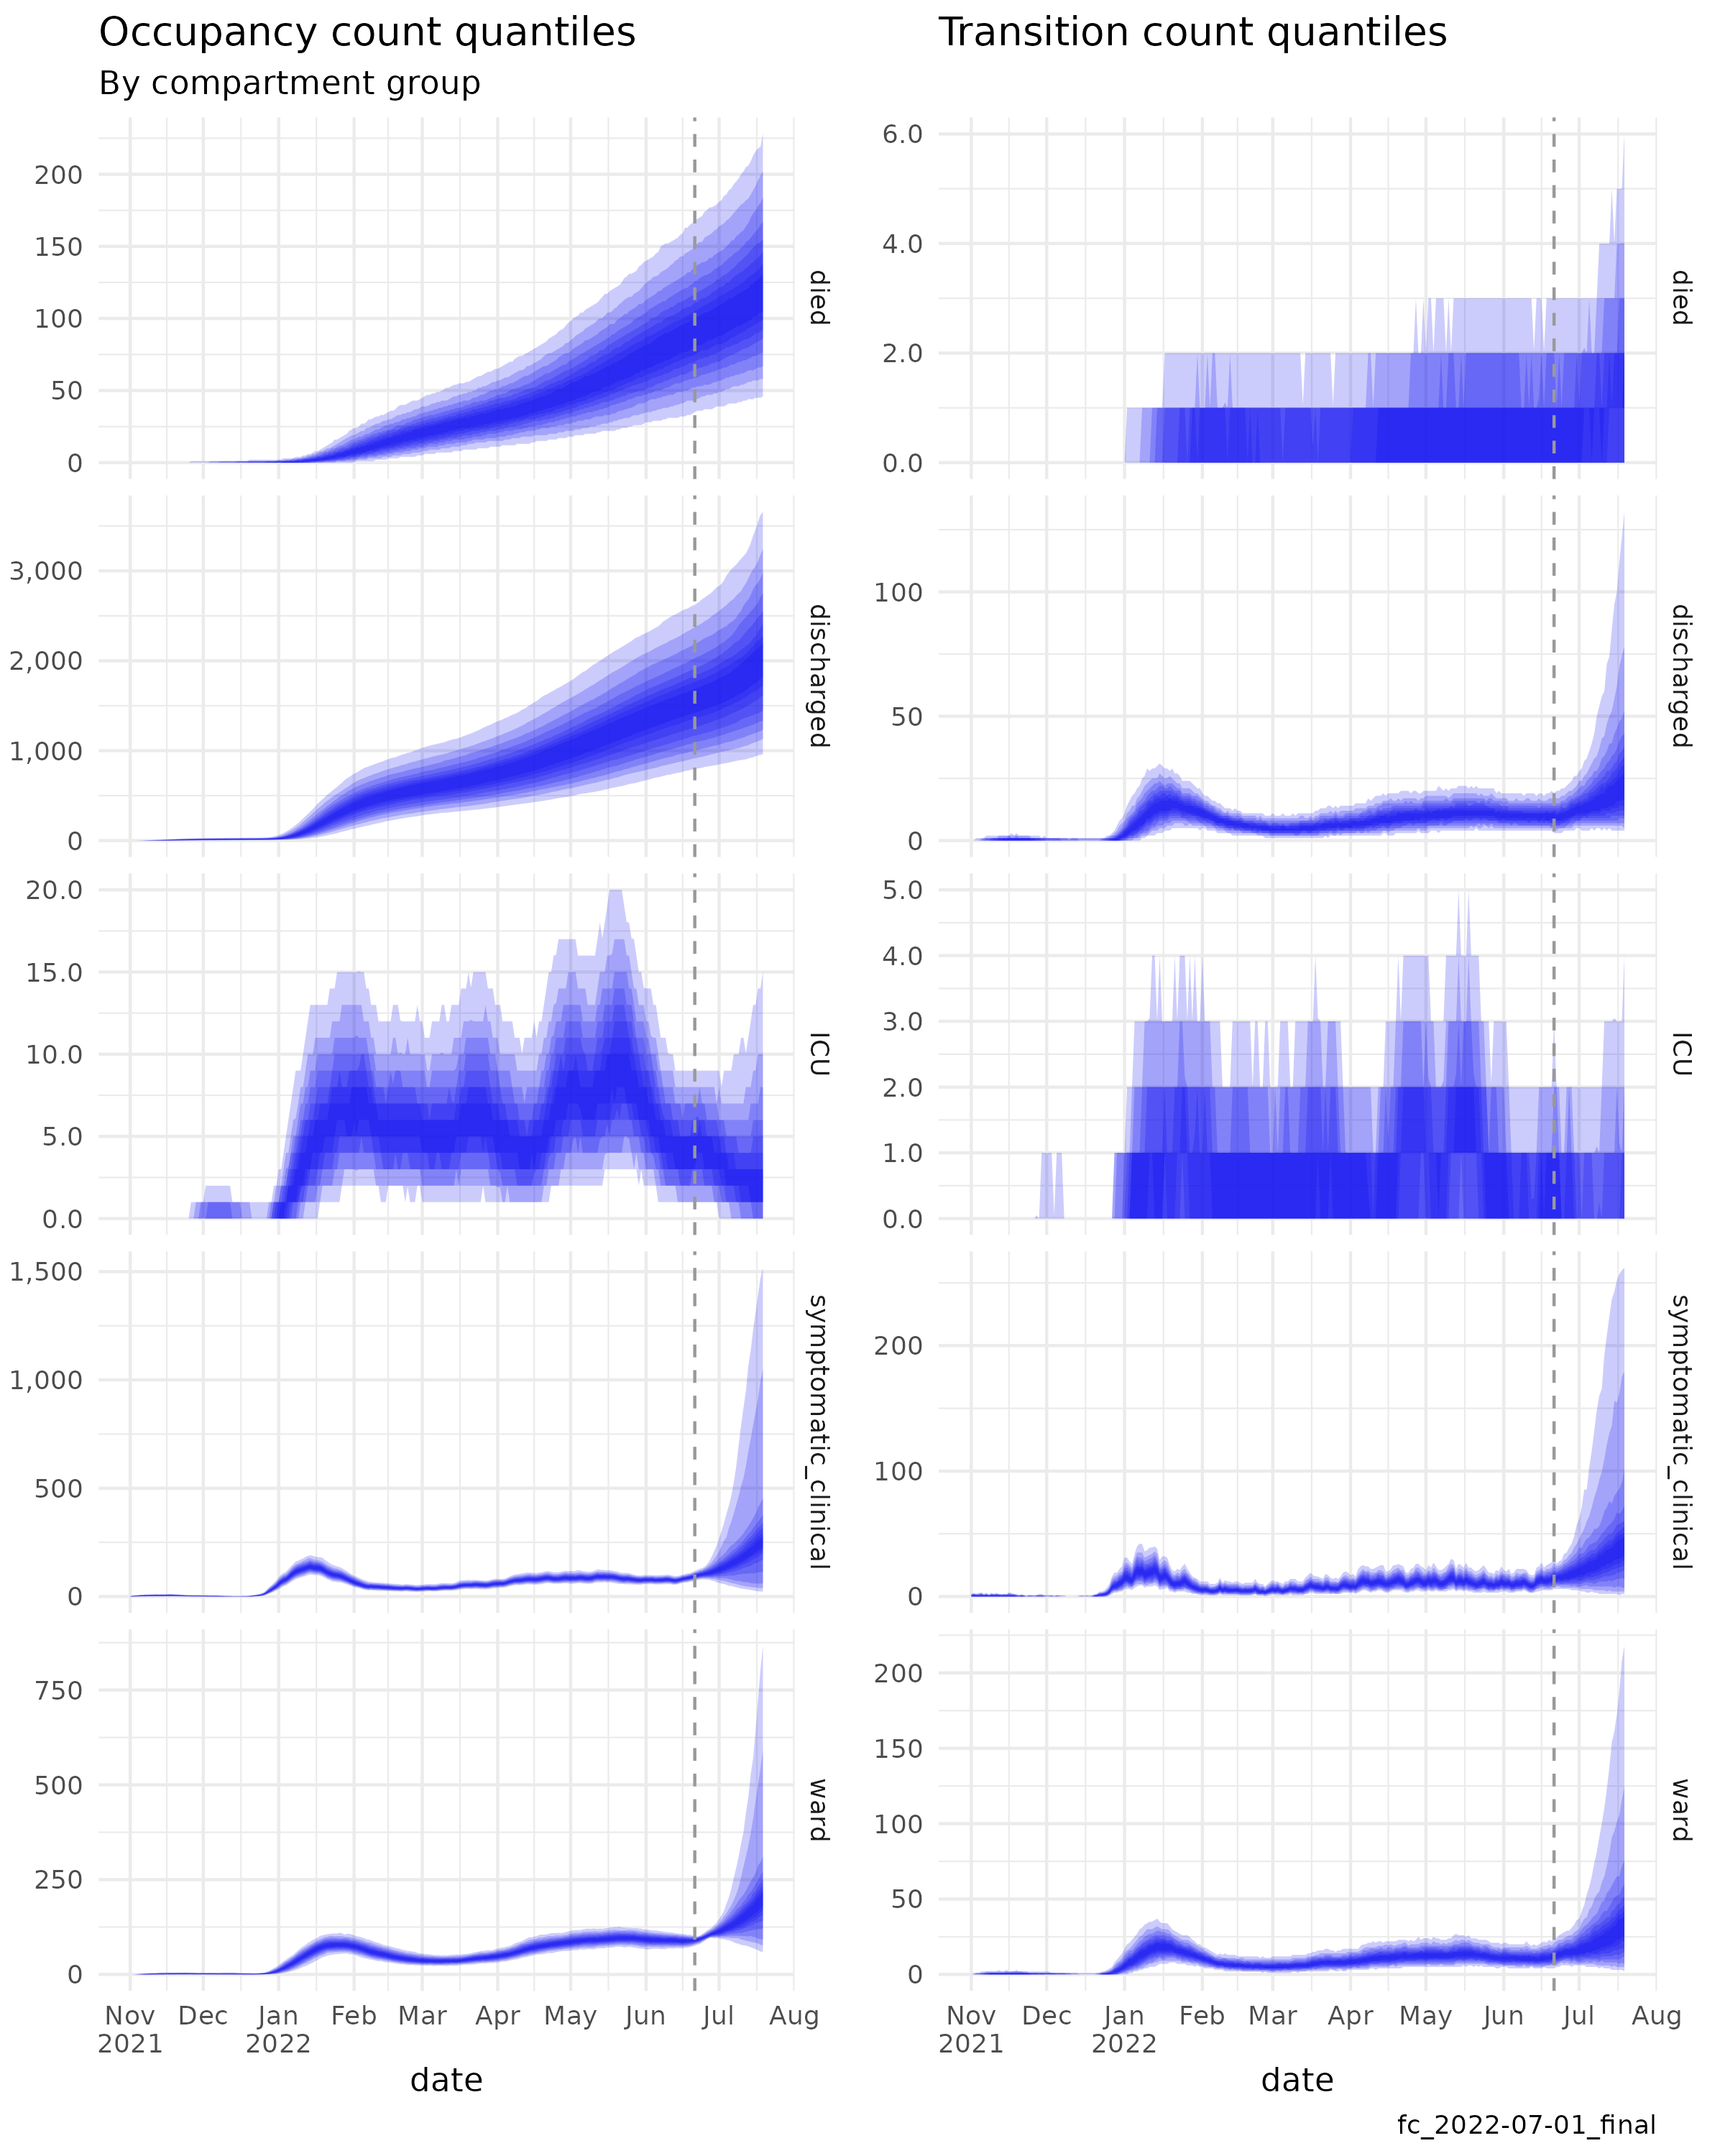 Occupancy count quantiles
By compartment group
200
150
100
50
0
died
3,000
2,000
1,000
0
discharged
20.0
15.0
10.0
5.0
0.0
ICU
1,500
1,000
500
0
symptomatic_clinical
750
500
250
0
ward
Nov Dec Jan Feb Mar Apr May Jun Jul Aug
2021 2022
date
Transition count quantiles
6.0
4.0
2.0
0.0
died
100
50
0
discharged
5.0
4.0
3.0
2.0
1.0
0.0
ICU
200
100
0
symptomatic_clinical
200
150
100
50
0
ward
Nov Dec Jan Feb Mar Apr May Jun Jul Aug
2021 2022
date
fc_2022-07-01_final